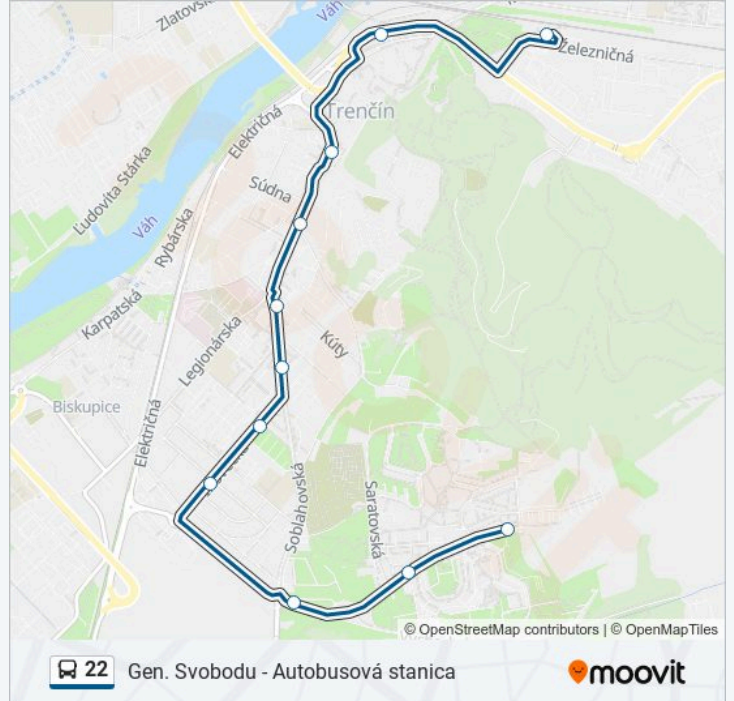 Zlatovská
Váh
Váh
Železničná
Trenčín
Električná
Ľudovíta Stárka
Súdna
Váh
Rybárska
Karpatská
Legionárska
Kúty
Biskupice
Električná
Soblahovská
Saratovská
© OpenStreetMap contributors | © OpenMapTiles
22 Gen. Svobodu - Autobusová stanica
moovit